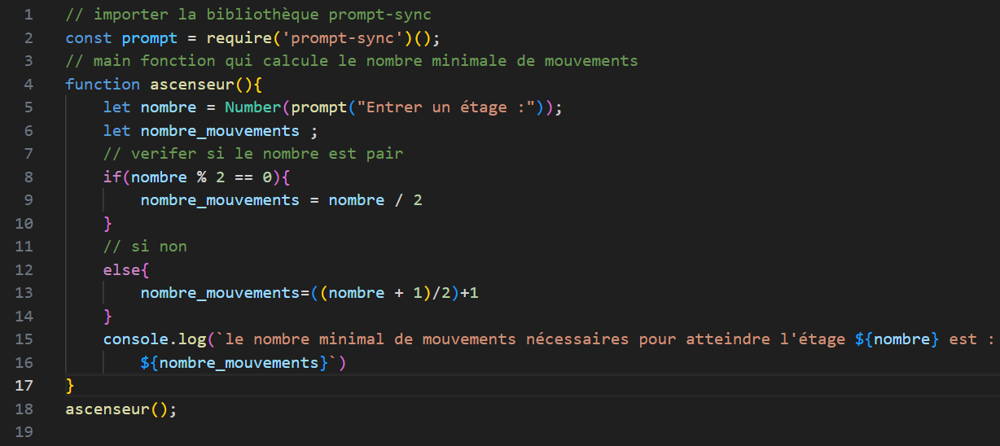 1 // importer la bibliothèque prompt-sync
2 const prompt = require('prompt-sync')();
3 // main fonction qui calcule le nombre minimale de mouvements
4 function ascenseur(){
5 let nombre = Number(prompt("Entrer un étage :"));
6 let nombre_mouvements ;
7 // verifer si le nombre est pair
8 if(nombre % 2 == 0){
9 nombre_mouvements = nombre / 2
10 }
11 // si non
12 else{
13 nombre_mouvements=((nombre + 1)/2)+1
14 }
15 console.log(`le nombre minimal de mouvements nécessaires pour atteindre l'étage ${nombre} est :
16 ${nombre_mouvements}`)
17 }
18 ascenseur();
19